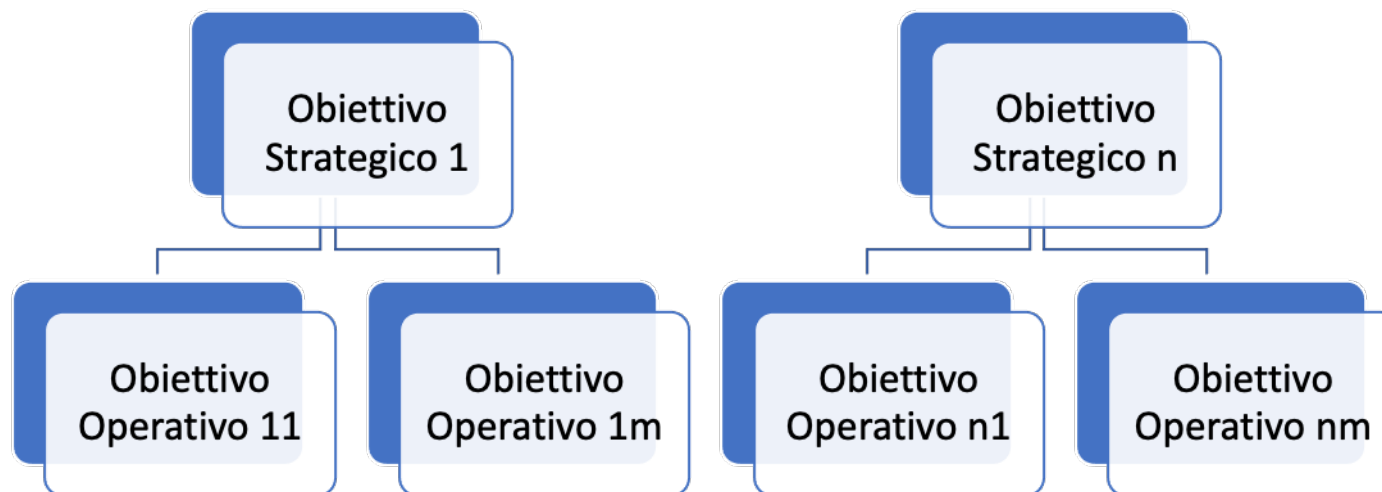 Obiettivo
Strategico 1
Obiettivo
Strategico n
Obiettivo
Operativo 11
Obiettivo
Operativo 1m
Obiettivo
Operativo n1
Obiettivo
Operativo nm